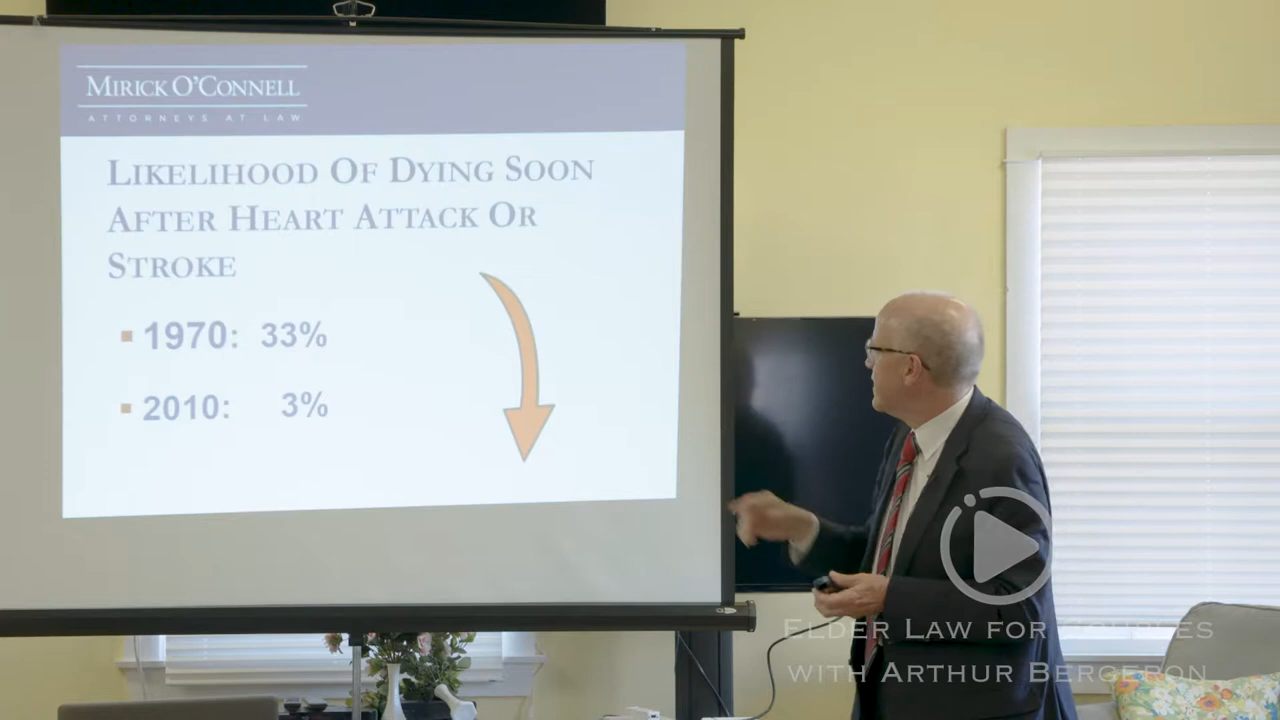 MIRICK O'CONNELL
ATTORNEYS AT LAW
LIKELIHOOD OF DYING SOON
AFTER HEART ATTACK OR
STROKE
1970: 33%
2010: 3%
ELDER LAW FOR COUPLES
WITH ARTHUR BERGERON